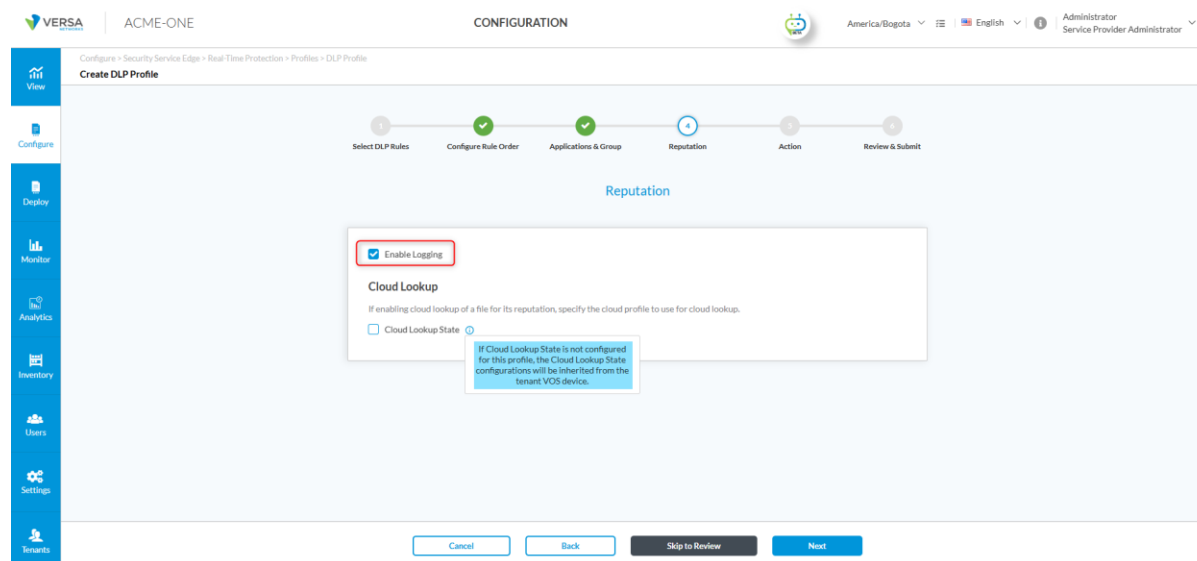 VERSA
NETWORKS
ACME-ONE
CONFIGURATION
America/Bogota
English
Administrator
Service Provider Administrator
Configure > Security Service Edge > Real-Time Protection > Profiles > DLP Profile
Create DLP Profile
View
Configure
Deploy
Monitor
Analytics
Inventory
Users
Settings
Tenants
1
4
5
6
Select DLP Rules
Configure Rule Order
Applications & Group
Reputation
Action
Review & Submit
Reputation
Enable Logging
Cloud Lookup
If enabling cloud lookup of a file for its reputation, specify the cloud profile to use for cloud lookup.
Cloud Lookup State
If Cloud Lookup State is not configured
for this profile, the Cloud Lookup State
configurations will be inherited from the
tenant VOS device.
Cancel
Back
Skip to Review
Next